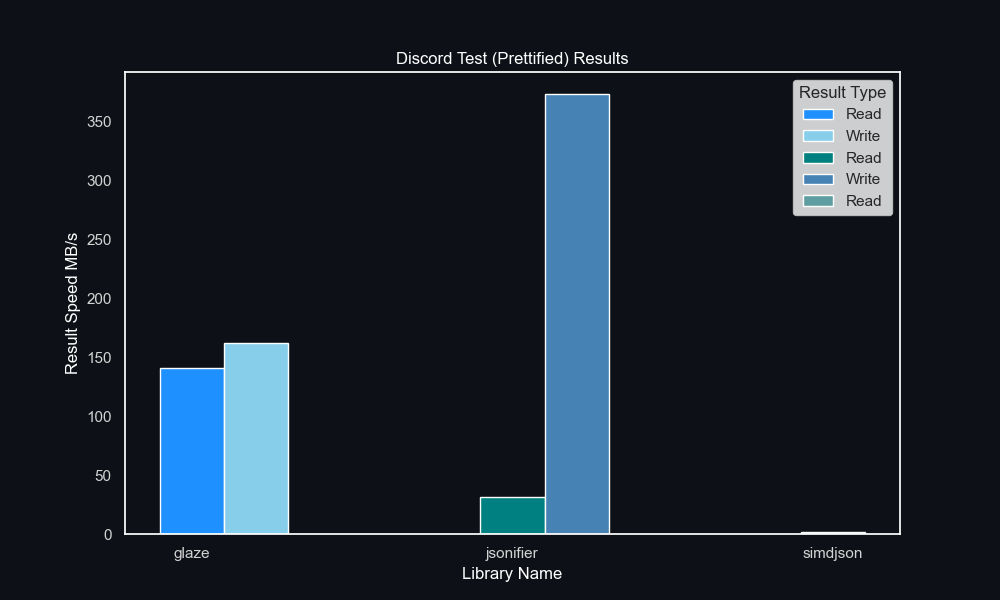 Discord Test (Prettified) Results
Result Type
Read
Write
Read
Write
Read
Result Speed MB/s
350
300
250
200
150
100
50
0
glaze
jsonifier
simdjson
Library Name